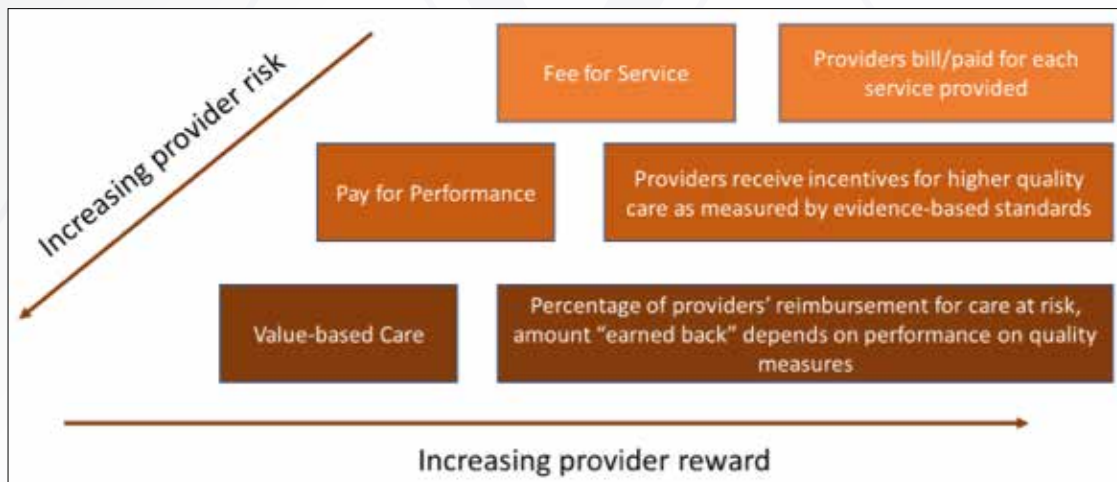 Increasing provider risk
Fee for Service
Providers bill/paid for each
service provided
Pay for Performance
Providers receive incentives for higher quality
care as measured by evidence-based standards
Value-based Care
Percentage of providers' reimbursement for care at risk,
amount “earned back” depends on performance on quality
measures
Increasing provider reward